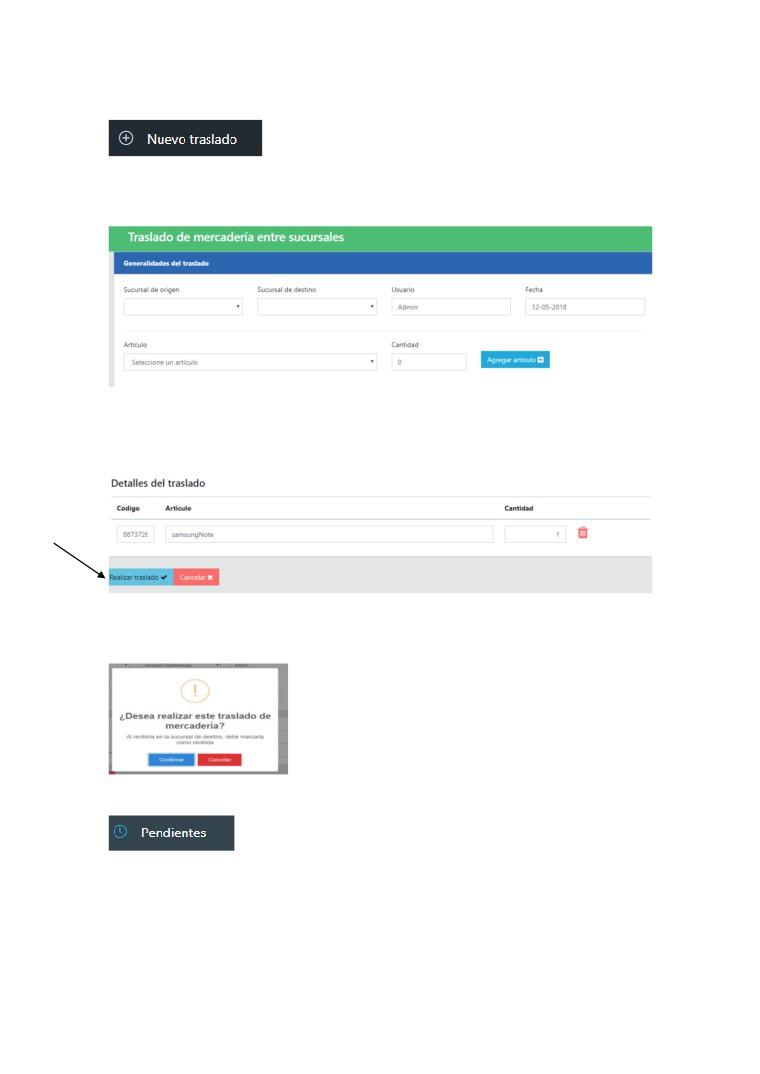 Nuevo traslado
Traslado de mercadería entre sucursales
Generalidades del traslado
Sucursal de origen Sucursal de destino Usuario Fecha
Admin 12-05-2018
Artículo Cantidad
Seleccione un artículo 0 Agregar artículo
Detalles del traslado
Codigo Articulo Cantidad
887372 samsungNote 1
Realizar traslado Cancelar
¿Desea realizar este traslado de
mercaderia?
Al recibirla en la sucursal de destino, debe marcarla
como recibida
Confirmar Cancelar
Pendientes